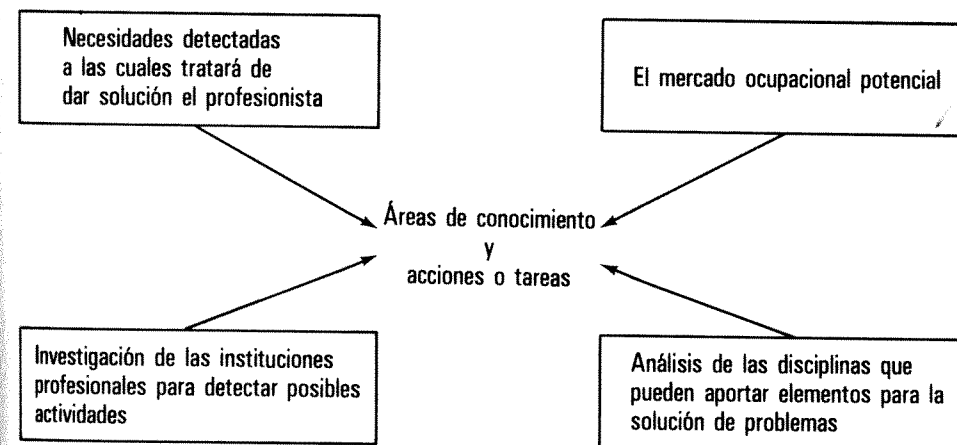 Necesidades detectadas
a las cuales tratará de
dar solución el profesionista
El mercado ocupacional potencial
Áreas de conocimiento
y
acciones o tareas
Investigación de las instituciones
profesionales para detectar posibles
actividades
Análisis de las disciplinas que
pueden aportar elementos para la
solución de problemas